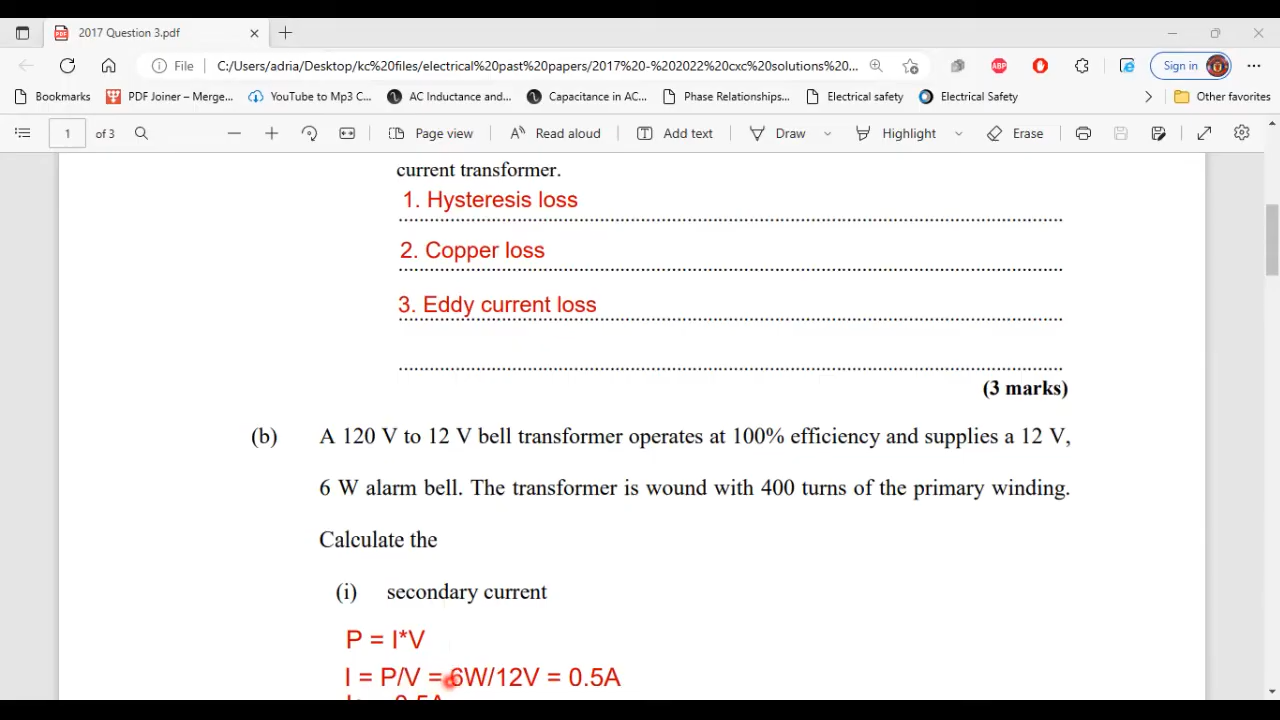 2017 Question 3.pdf
File
C:/Users/adria/Desktop/kc%20files/electrical%20past%20papers/2017%20-%202022%20cxc%20solutions%...
Sign in
Bookmarks
PDF Joiner – Merge...
YouTube to Mp3 C...
AC Inductance and...
Capacitance in AC...
Phase Relationships...
Electrical safety
Electrical Safety
Other favorites
1 of 3
Page view
Read aloud
Add text
Draw
Highlight
Erase
current transformer.
1. Hysteresis loss
2. Copper loss
3. Eddy current loss
(3 marks)
(b) A 120 V to 12 V bell transformer operates at 100% efficiency and supplies a 12 V,
6 W alarm bell. The transformer is wound with 400 turns of the primary winding.
Calculate the
(i) secondary current
P = I*V
I = P/V = 6W/12V = 0.5A